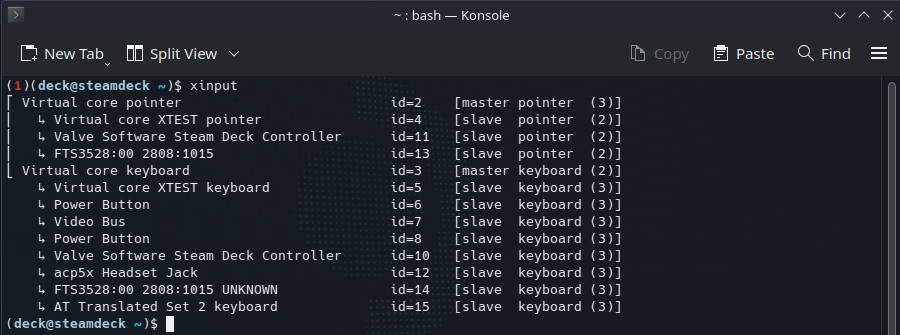 ~ : bash — Konsole
New Tab Split View Copy Paste Find
(1)(deck@steamdeck ~)$ xinput
⎡ Virtual core pointer                          id=2    [master pointer  (3)]
⎜   ↳ Virtual core XTEST pointer                id=4    [slave  pointer  (2)]
⎜   ↳ Valve Software Steam Deck Controller      id=11   [slave  pointer  (2)]
⎜   ↳ FTS3528:00 2808:1015                      id=13   [slave  pointer  (2)]
⎣ Virtual core keyboard                         id=3    [master keyboard (2)]
    ↳ Virtual core XTEST keyboard               id=5    [slave  keyboard (3)]
    ↳ Power Button                              id=6    [slave  keyboard (3)]
    ↳ Video Bus                                 id=7    [slave  keyboard (3)]
    ↳ Power Button                              id=8    [slave  keyboard (3)]
    ↳ Valve Software Steam Deck Controller      id=10   [slave  keyboard (3)]
    ↳ acp5x Headset Jack                        id=12   [slave  keyboard (3)]
    ↳ FTS3528:00 2808:1015 UNKNOWN              id=14   [slave  keyboard (3)]
    ↳ AT Translated Set 2 keyboard              id=15   [slave  keyboard (3)]
(deck@steamdeck ~)$